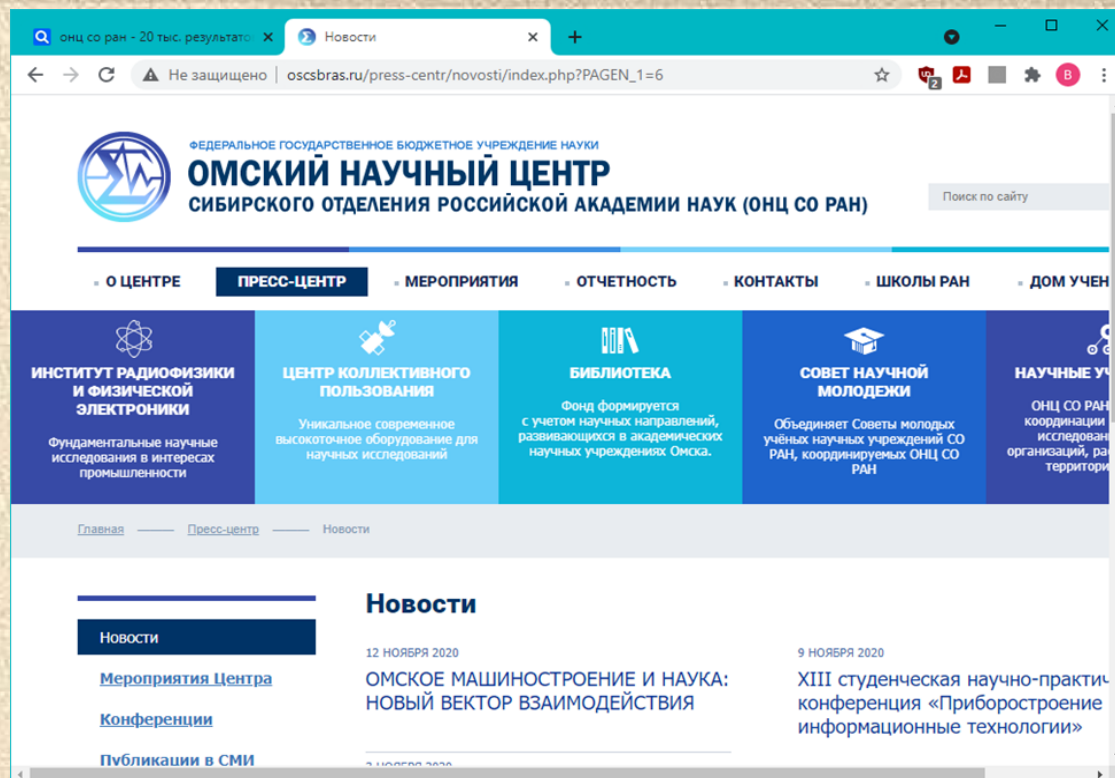 онц со ран - 20 тыс. результато
Новости
Не защищено | oscsbras.ru/press-centr/novosti/index.php?PAGEN_1=6
2
B
ФЕДЕРАЛЬНОЕ ГОСУДАРСТВЕННОЕ БЮДЖЕТНОЕ УЧРЕЖДЕНИЕ НАУКИ
ОМСКИЙ НАУЧНЫЙ ЦЕНТР
СИБИРСКОГО ОТДЕЛЕНИЯ РОССИЙСКОЙ АКАДЕМИИ НАУК (ОНЦ СО РАН)
Поиск по сайту
О ЦЕНТРЕ ПРЕСС-ЦЕНТР МЕРОПРИЯТИЯ ОТЧЕТНОСТЬ КОНТАКТЫ ШКОЛЫ РАН ДОМ УЧЕН
ИНСТИТУТ РАДИОФИЗИКИ
И ФИЗИЧЕСКОЙ
ЭЛЕКТРОНИКИ
Фундаментальные научные
исследования в интересах
промышленности
ЦЕНТР КОЛЛЕКТИВНОГО
ПОЛЬЗОВАНИЯ
Уникальное современное
высокоточное оборудование для
научных исследований
БИБЛИОТЕКА
Фонд формируется
с учетом научных направлений,
развивающихся в академических
научных учреждениях Омска.
СОВЕТ НАУЧНОЙ
МОЛОДЕЖИ
Объединяет Советы молодых
учёных научных учреждений СО
РАН, координируемых ОНЦ СО
РАН
НАУЧНЫЕ УЧ
ОНЦ СО РАН
координации
исследован
организаций, ра
территори
Главная Пресс-центр Новости
Новости
Мероприятия Центра
Конференции
Публикации в СМИ
Новости
12 НОЯБРЯ 2020
ОМСКОЕ МАШИНОСТРОЕНИЕ И НАУКА:
НОВЫЙ ВЕКТОР ВЗАИМОДЕЙСТВИЯ
9 НОЯБРЯ 2020
XIII студенческая научно-практич
конференция «Приборостроение
информационные технологии»